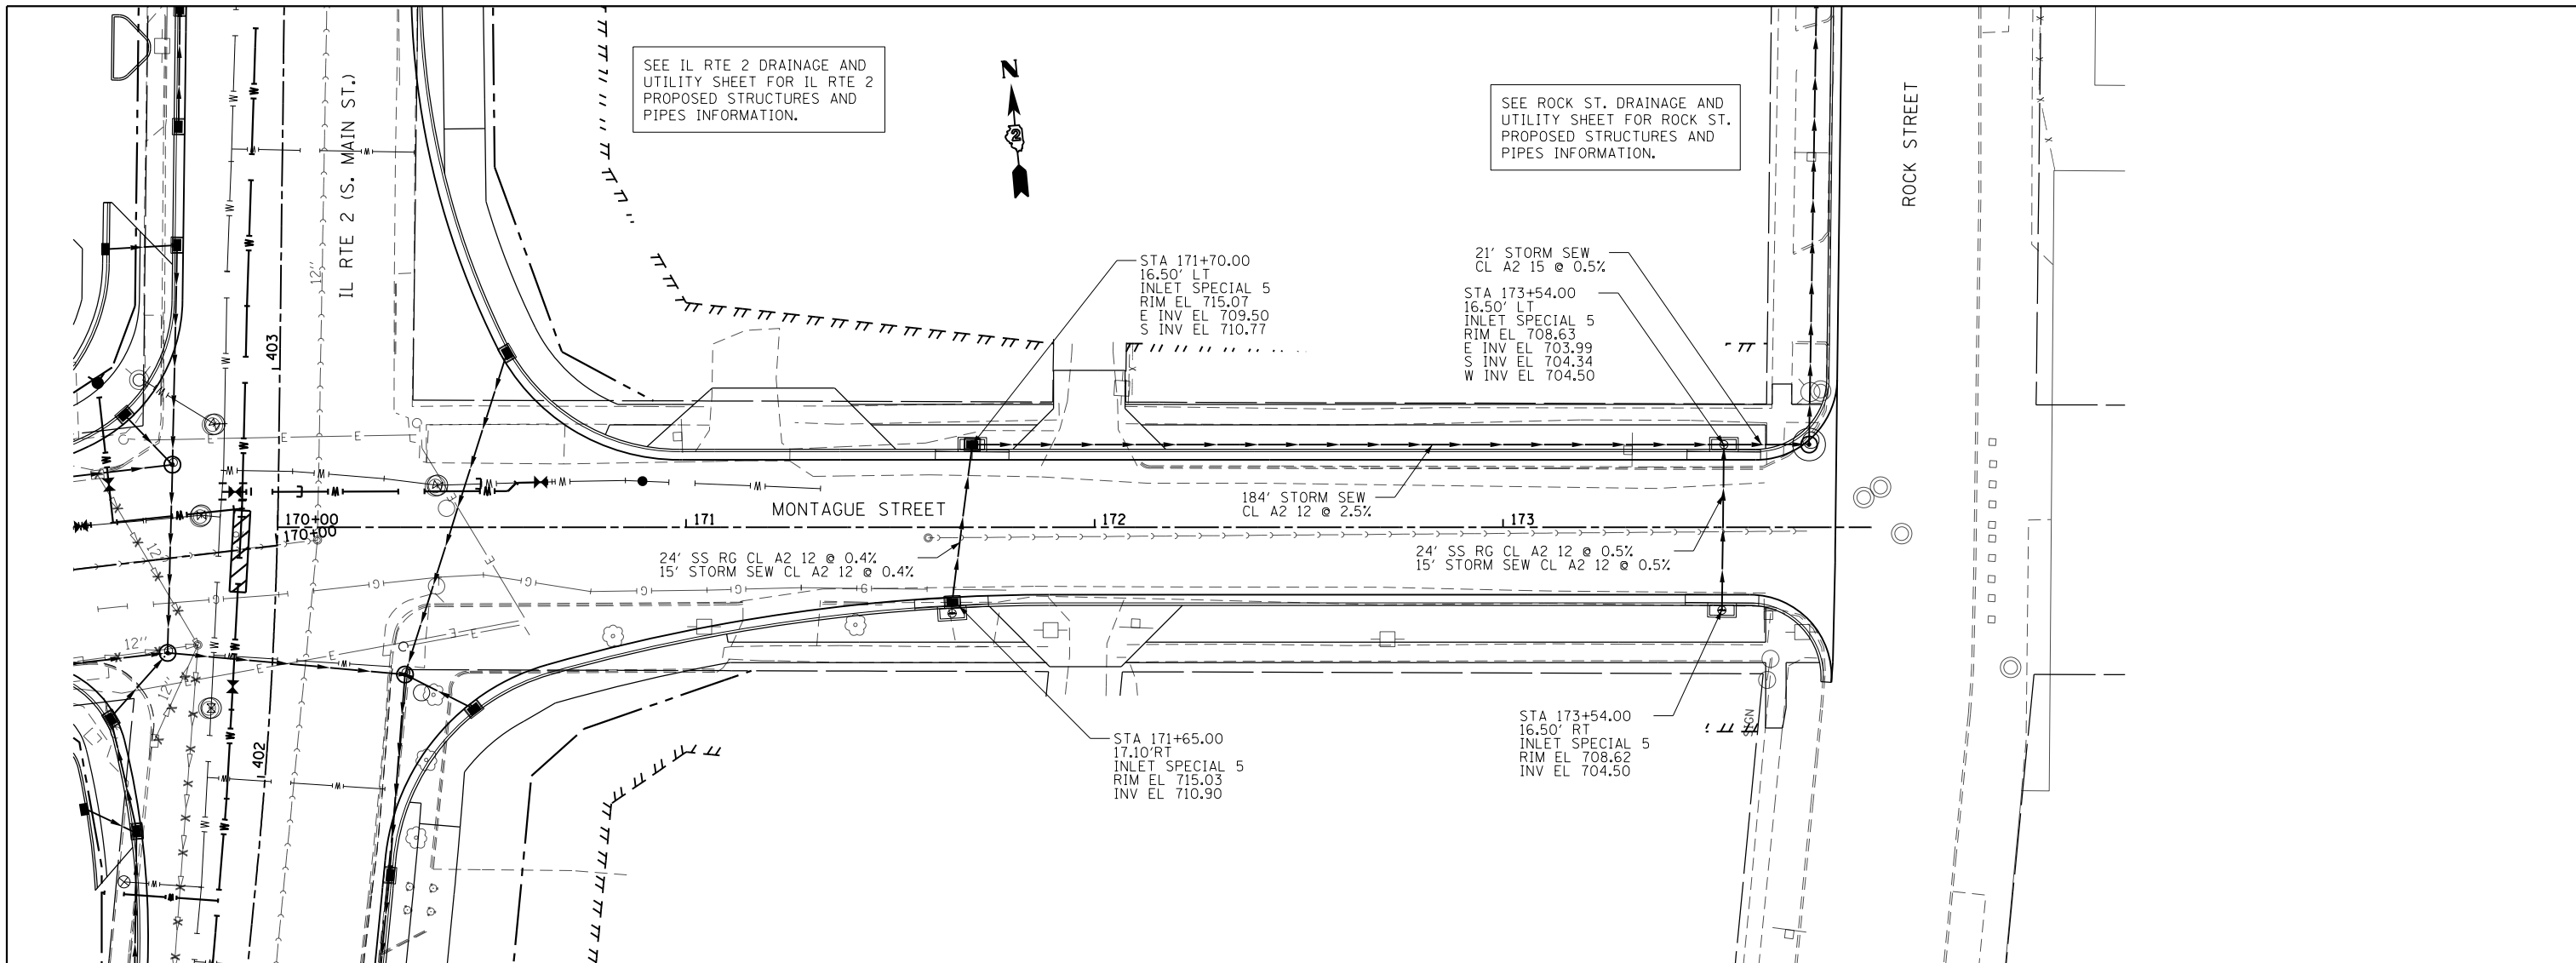 SEE IL RTE 2 DRAINAGE AND
UTILITY SHEET FOR IL RTE 2
PROPOSED STRUCTURES AND
PIPES INFORMATION.
N
2
SEE ROCK ST. DRAINAGE AND
UTILITY SHEET FOR ROCK ST.
PROPOSED STRUCTURES AND
PIPES INFORMATION.
IL RTE 2 (S. MAIN ST.)
ROCK STREET
12"
403
STA 171+70.00
16.50' LT
INLET SPECIAL 5
RIM EL 715.07
E INV EL 709.50
S INV EL 710.77
21' STORM SEW
CL A2 15 @ 0.5%
STA 173+54.00
16.50' LT
INLET SPECIAL 5
RIM EL 708.63
E INV EL 703.99
S INV EL 704.34
W INV EL 704.50
MONTAGUE STREET
184' STORM SEW
CL A2 12 @ 2.5%
170+00
170+00
171
172
173
24' SS RG CL A2 12 @ 0.4%
15' STORM SEW CL A2 12 @ 0.4%
24' SS RG CL A2 12 @ 0.5%
15' STORM SEW CL A2 12 @ 0.5%
12"
12"
12"
402
STA 171+65.00
17.10'RT
INLET SPECIAL 5
RIM EL 715.03
INV EL 710.90
STA 173+54.00
16.50' RT
INLET SPECIAL 5
RIM EL 708.62
INV EL 704.50
SIGN